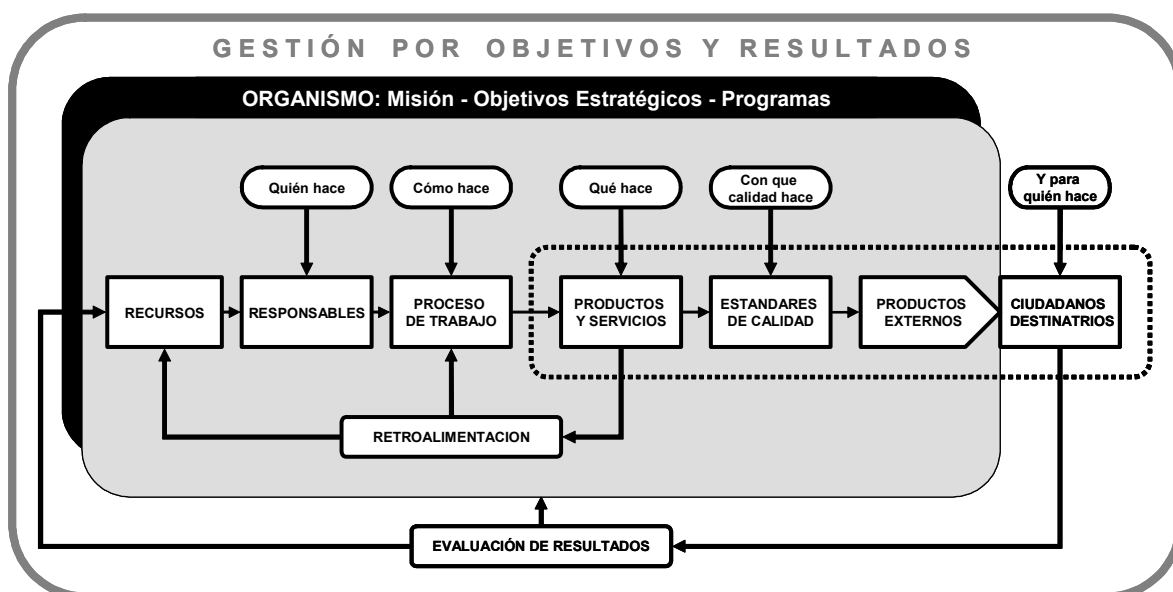 GESTIÓN POR OBJETIVOS Y RESULTADOS
ORGANISMO: Misión - Objetivos Estratégicos - Programas
Quién hace
Cómo hace
Qué hace
Con que
calidad hace
Y para
quién hace
RECURSOS
RESPONSABLES
PROCESO
DE TRABAJO
PRODUCTOS
Y SERVICIOS
ESTANDARES
DE CALIDAD
PRODUCTOS
EXTERNOS
CIUDADANOS
DESTINATRIOS
RETROALIMENTACION
EVALUACIÓN DE RESULTADOS